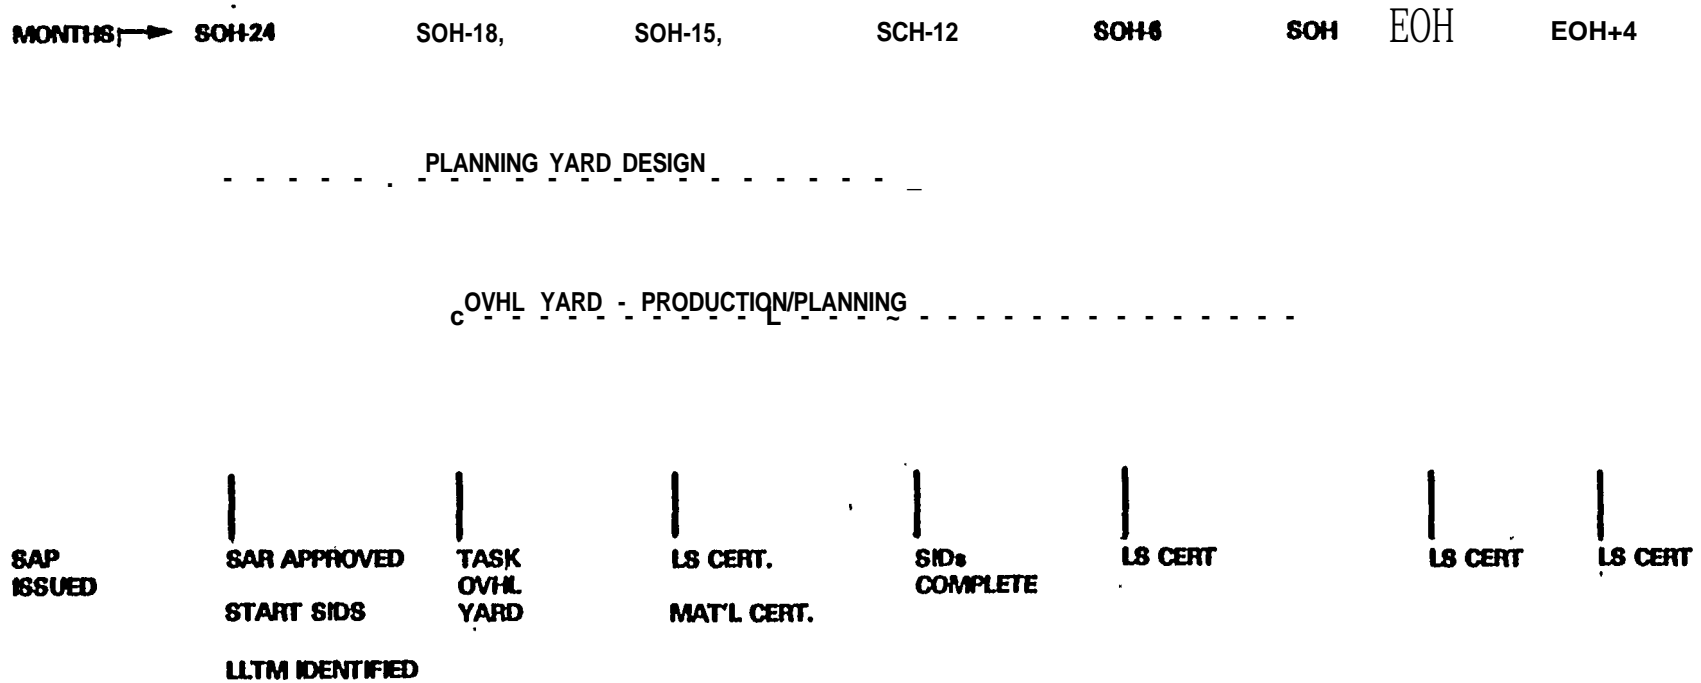 MONTHS → SOH-24 SOH-18, SOH-15, SCH-12 SOH-6 SOH EOH EOH+4
PLANNING YARD DESIGN
OVHL YARD - PRODUCTION/PLANNING
SAP SAR APPROVED TASK LS CERT. SIDs LS CERT LS CERT LS CERT
ISSUED OVHL COMPLETE
START SIDS YARD MAT'L CERT.
LLTM IDENTIFIED